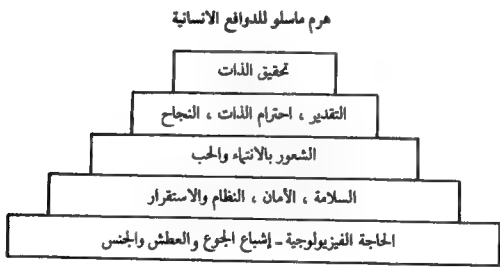 هرم ماسلو للدوافع الانسانية
تحقيق الذات
التقدير ، احترام الذات ، النجاح
الشعور بالانتماء والحب
السلامة ، الأمان ، النظام والاستقرار
الحاجة الفيزيولوجية - إشباع الجوع والعطش والجنس